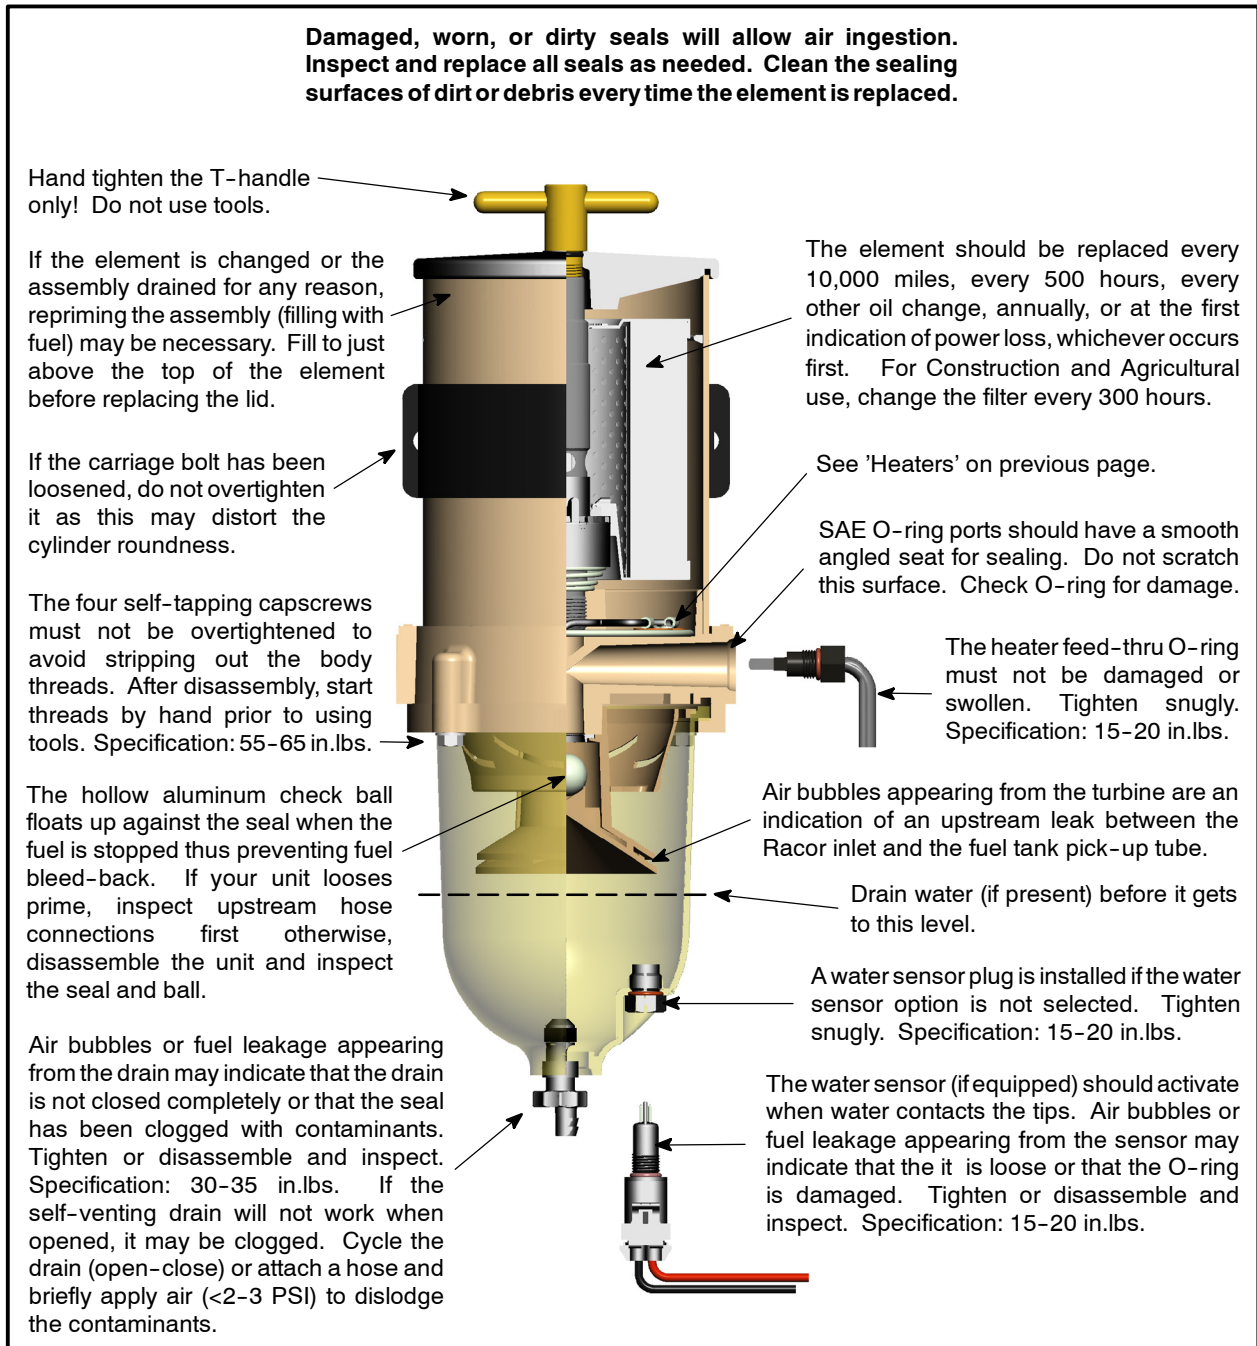 Damaged, worn, or dirty seals will allow air ingestion.
Inspect and replace all seals as needed. Clean the sealing
surfaces of dirt or debris every time the element is replaced.
Hand tighten the T-handle
only! Do not use tools.
If the element is changed or the
assembly drained for any reason,
repriming the assembly (filling with
fuel) may be necessary. Fill to just
above the top of the element
before replacing the lid.
If the carriage bolt has been
loosened, do not overtighten
it as this may distort the
cylinder roundness.
The four self-tapping capscrews
must not be overtightened to
avoid stripping out the body
threads. After disassembly, start
threads by hand prior to using
tools. Specification: 55-65 in.lbs.
The hollow aluminum check ball
floats up against the seal when the
fuel is stopped thus preventing fuel
bleed-back. If your unit looses
prime, inspect upstream hose
connections first otherwise,
disassemble the unit and inspect
the seal and ball.
Air bubbles or fuel leakage appearing
from the drain may indicate that the drain
is not closed completely or that the seal
has been clogged with contaminants.
Tighten or disassemble and inspect.
Specification: 30-35 in.lbs. If the
self-venting drain will not work when
opened, it may be clogged. Cycle the
drain (open-close) or attach a hose and
briefly apply air (<2-3 PSI) to dislodge
the contaminants.
The element should be replaced every
10,000 miles, every 500 hours, every
other oil change, annually, or at the first
indication of power loss, whichever occurs
first. For Construction and Agricultural
use, change the filter every 300 hours.
See 'Heaters' on previous page.
SAE O-ring ports should have a smooth
angled seat for sealing. Do not scratch
this surface. Check O-ring for damage.
The heater feed-thru O-ring
must not be damaged or
swollen. Tighten snugly.
Specification: 15-20 in.lbs.
Air bubbles appearing from the turbine are an
indication of an upstream leak between the
Racor inlet and the fuel tank pick-up tube.
Drain water (if present) before it gets
to this level.
A water sensor plug is installed if the water
sensor option is not selected. Tighten
snugly. Specification: 15-20 in.lbs.
The water sensor (if equipped) should activate
when water contacts the tips. Air bubbles or
fuel leakage appearing from the sensor may
indicate that the it is loose or that the O-ring
is damaged. Tighten or disassemble and
inspect. Specification: 15-20 in.lbs.